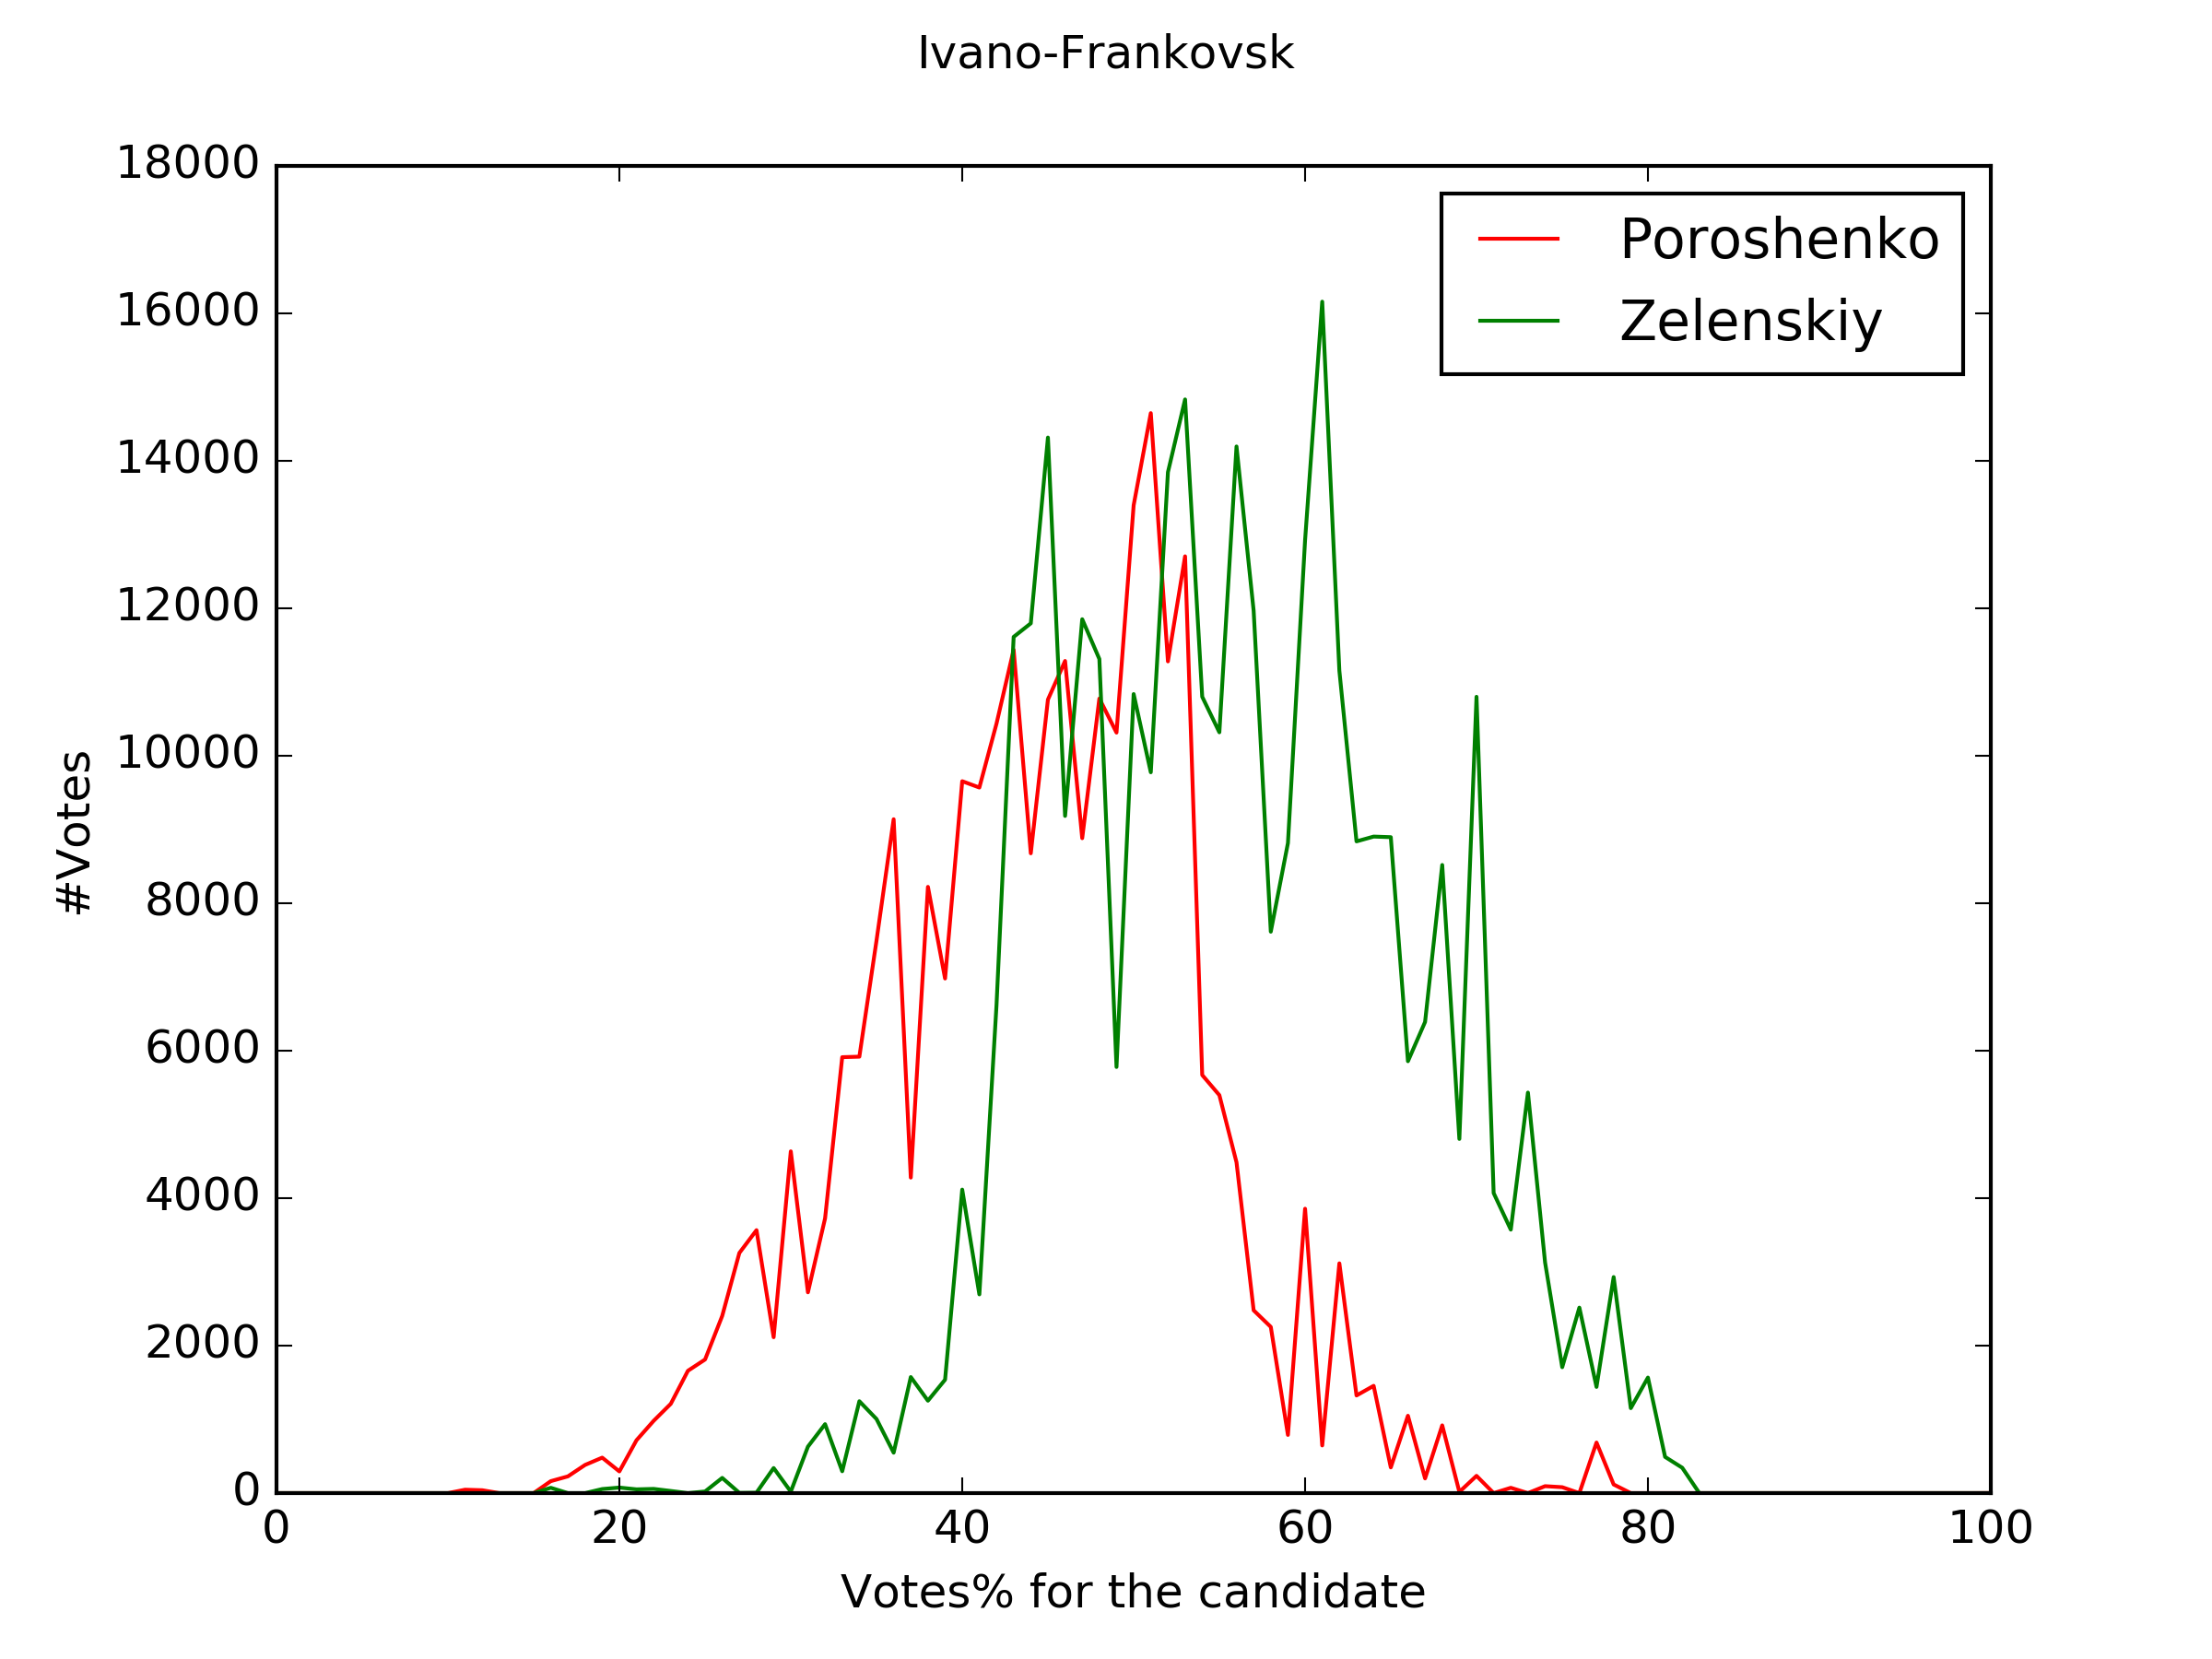 Ivano-Frankovsk
18000
16000
14000
12000
10000
8000
6000
4000
2000
0
#Votes
Poroshenko
Zelenskiy
0 20 40 60 80 100
Votes% for the candidate